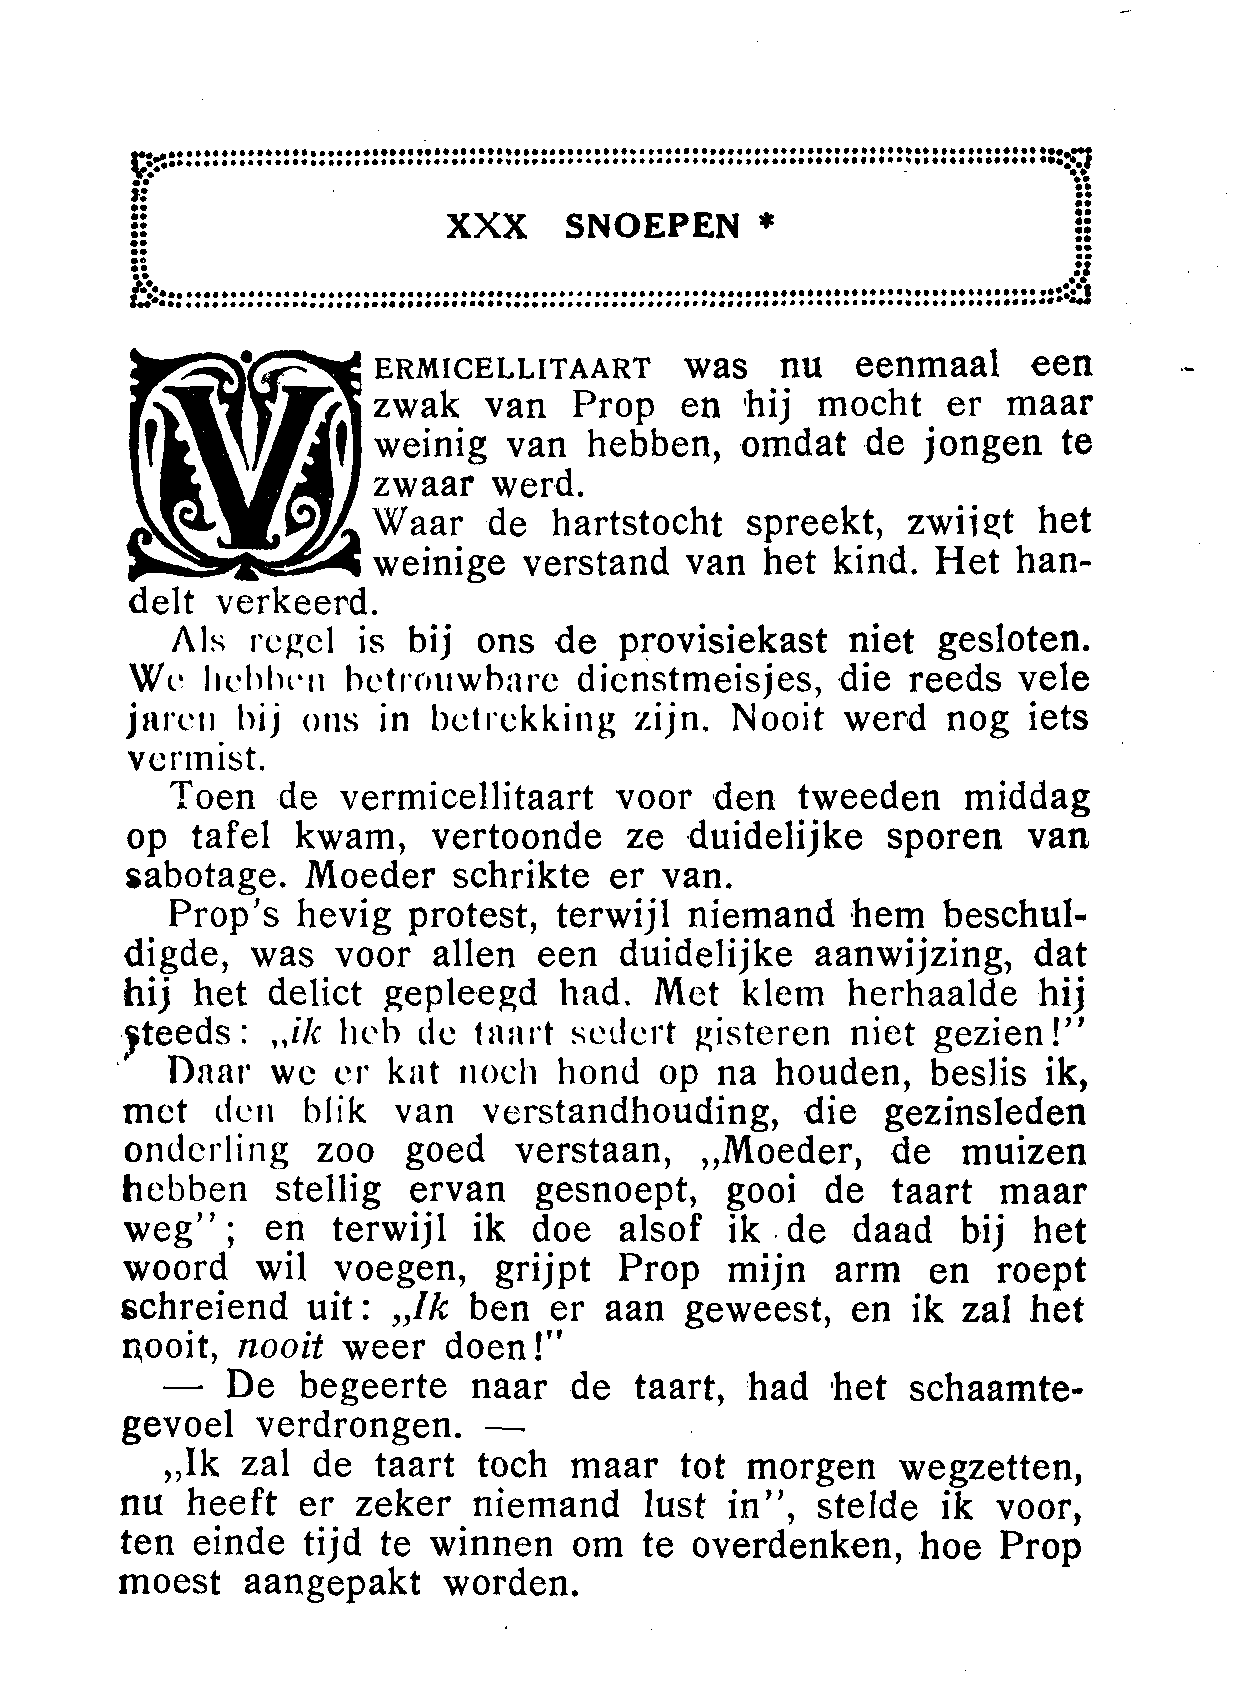 XXX SNOEPEN *
VERMICELLITAART was nu eenmaal een
zwak van Prop en hij mocht er maar
weinig van hebben, omdat de jongen te
zwaar werd.
Waar de hartstocht spreekt, zwijgt het
weinige verstand van het kind. Het han-
delt verkeerd.
Als regel is bij ons de provisiekast niet gesloten.
We hebben betrouwbare dienstmeisjes, die reeds vele
jaren bij ons in betrekking zijn. Nooit werd nog iets
vermist.
Toen de vermicellitaart voor den tweeden middag
op tafel kwam, vertoonde ze duidelijke sporen van
sabotage. Moeder schrikte er van.
Prop's hevig protest, terwijl niemand hem beschul-
digde, was voor allen een duidelijke aanwijzing, dat
hij het delict gepleegd had. Met klem herhaalde hij
steeds: „ik heb de taart sedert gisteren niet gezien!”
Daar we er kat noch hond op na houden, beslis ik,
met den blik van verstandhouding, die gezinsleden
onderling zoo goed verstaan, „Moeder, de muizen
hebben stellig ervan gesnoept, gooi de taart maar
weg”; en terwijl ik doe alsof ik de daad bij het
woord wil voegen, grijpt Prop mijn arm en roept
schreiend uit: „Ik ben er aan geweest, en ik zal het
nooit, nooit weer doen!"
— De begeerte naar de taart, had het schaamte-
gevoel verdrongen. —
„Ik zal de taart toch maar tot morgen wegzetten,
nu heeft er zeker niemand lust in”, stelde ik voor,
ten einde tijd te winnen om te overdenken, hoe Prop
moest aangepakt worden.